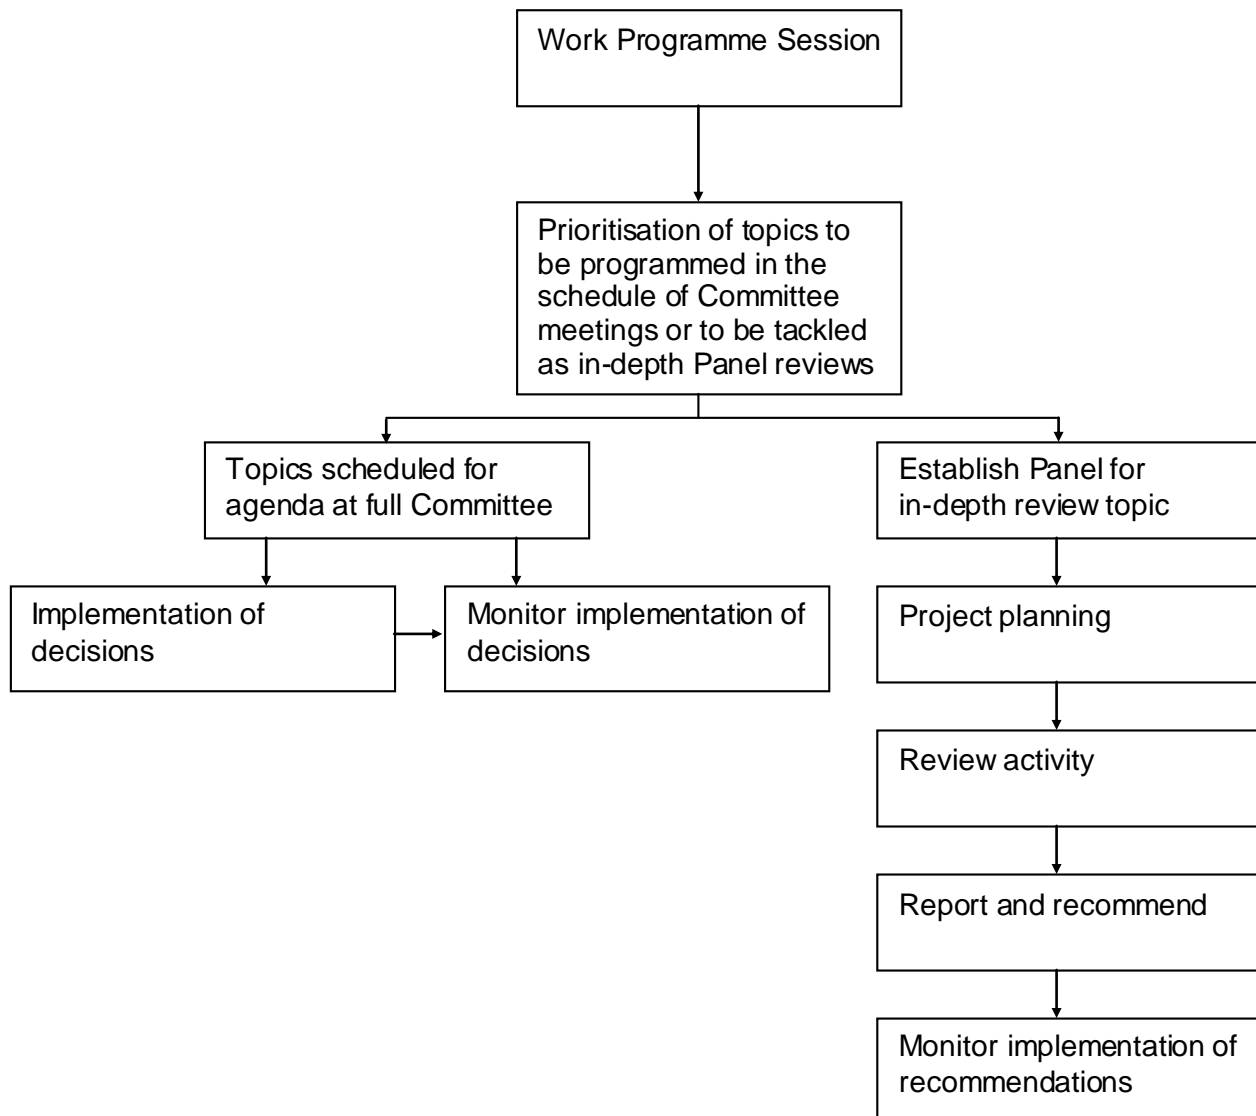 Work Programme Session
Prioritisation of topics to
be programmed in the
schedule of Committee
meetings or to be tackled
as in-depth Panel reviews
Topics scheduled for
agenda at full Committee
Establish Panel for
in-depth review topic
Implementation of
decisions
Monitor implementation of
decisions
Project planning
Review activity
Report and recommend
Monitor implementation of
recommendations